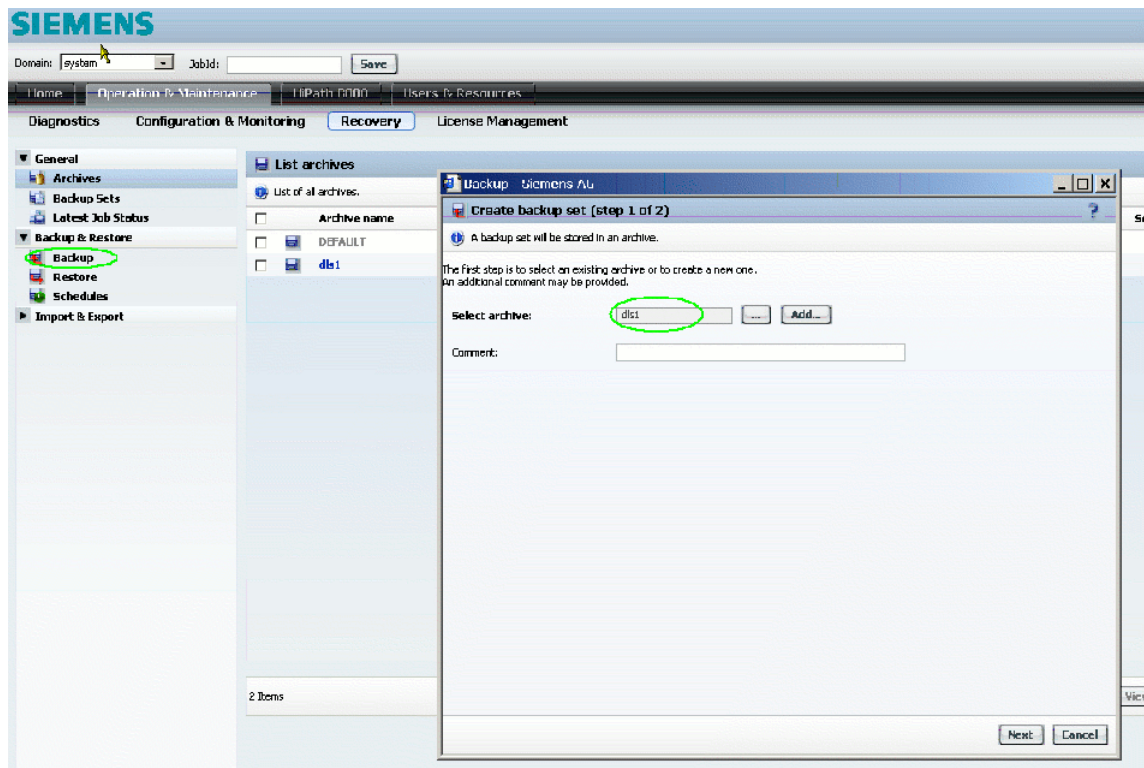 SIEMENS
Domain: system JobId: Save
Home Operation & Maintenance HiPath 8000 Users & Resources
Diagnostics Configuration & Monitoring Recovery License Management
General
Archives
Backup Sets
Latest Job Status
Backup & Restore
Backup
Restore
Schedules
Import & Export
List archives
List of all archives.
Archive name
DEFAULT
dls1
2 Items
Backup - Siemens AG
Create backup set (step 1 of 2)
?
A backup set will be stored in an archive.
The first step is to select an existing archive or to create a new one.
An additional comment may be provided.
Select archive: dls1 ... Add...
Comment:
Next Cancel